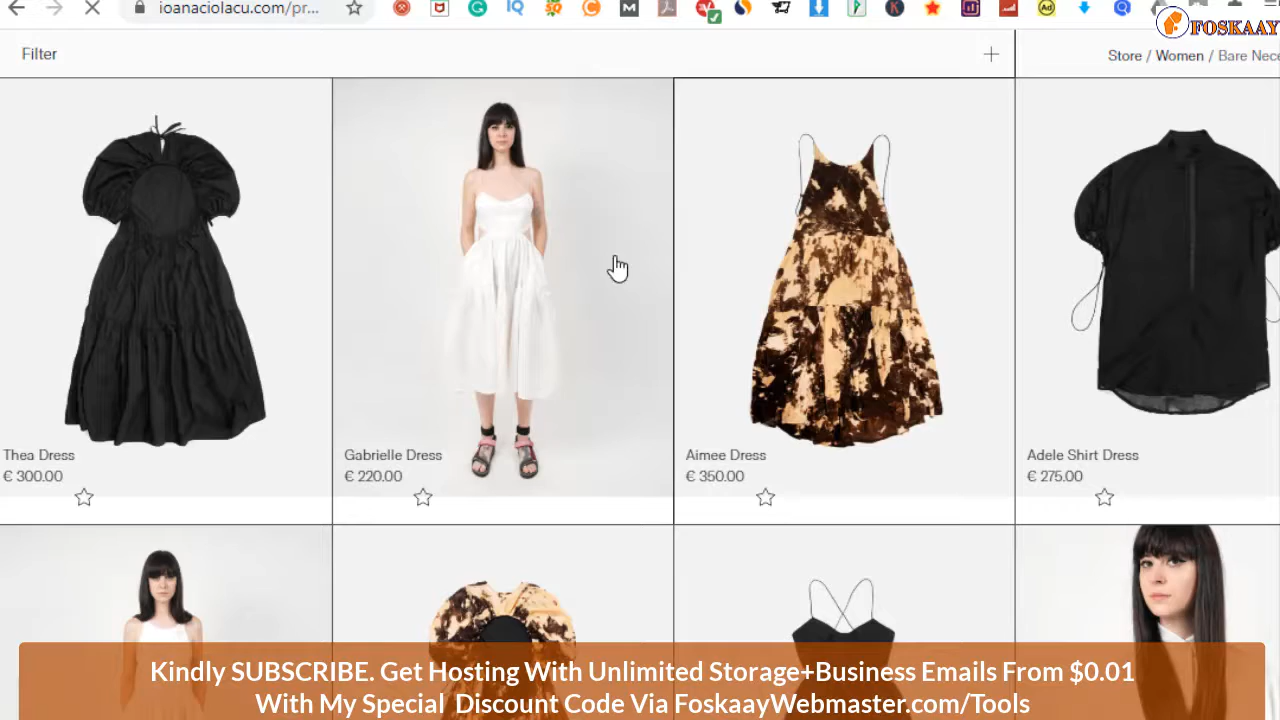 ioanaciolacu.com/pr...
FOSKAAY
Filter
Store / Women / Bare Nece
Thea Dress
€ 300.00
Gabrielle Dress
€ 220.00
Aimee Dress
€ 350.00
Adele Shirt Dress
€ 275.00
Kindly SUBSCRIBE. Get Hosting With Unlimited Storage+Business Emails From $0.01
With My Special Discount Code Via FoskaayWebmaster.com/Tools